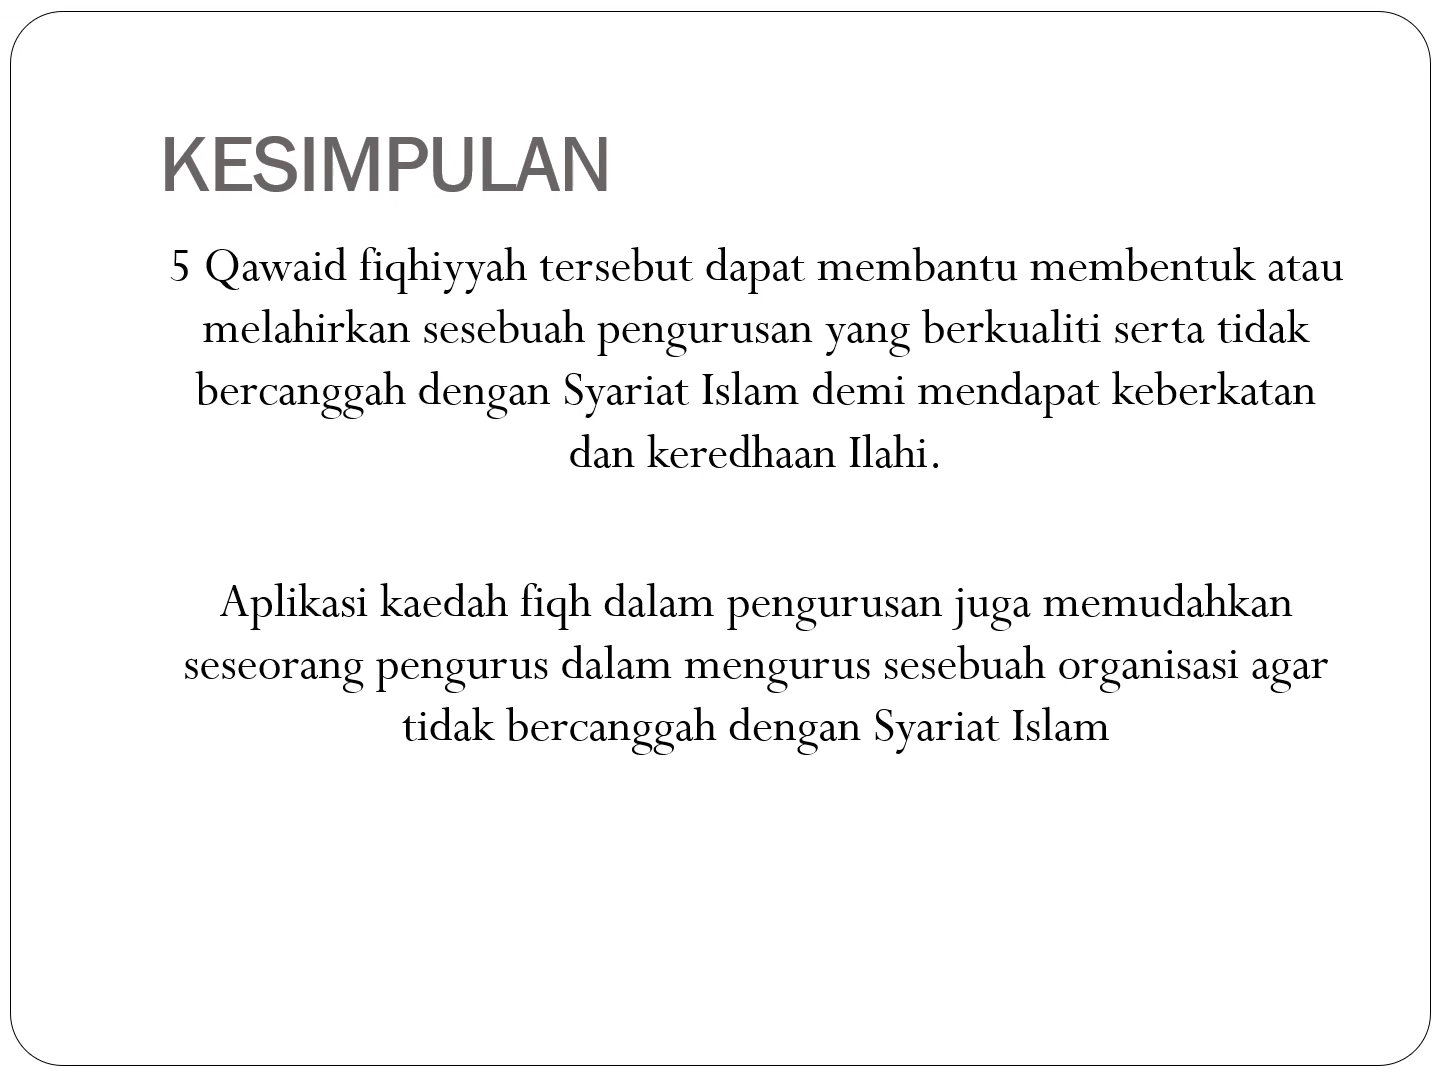 KESIMPULAN
5 Qawaid fiqhiyyah tersebut dapat membantu membentuk atau
melahirkan sesebuah pengurusan yang berkualiti serta tidak
bercanggah dengan Syariat Islam demi mendapat keberkatan
dan keredhaan Ilahi.
Aplikasi kaedah fiqh dalam pengurusan juga memudahkan
seseorang pengurus dalam mengurus sesebuah organisasi agar
tidak bercanggah dengan Syariat Islam